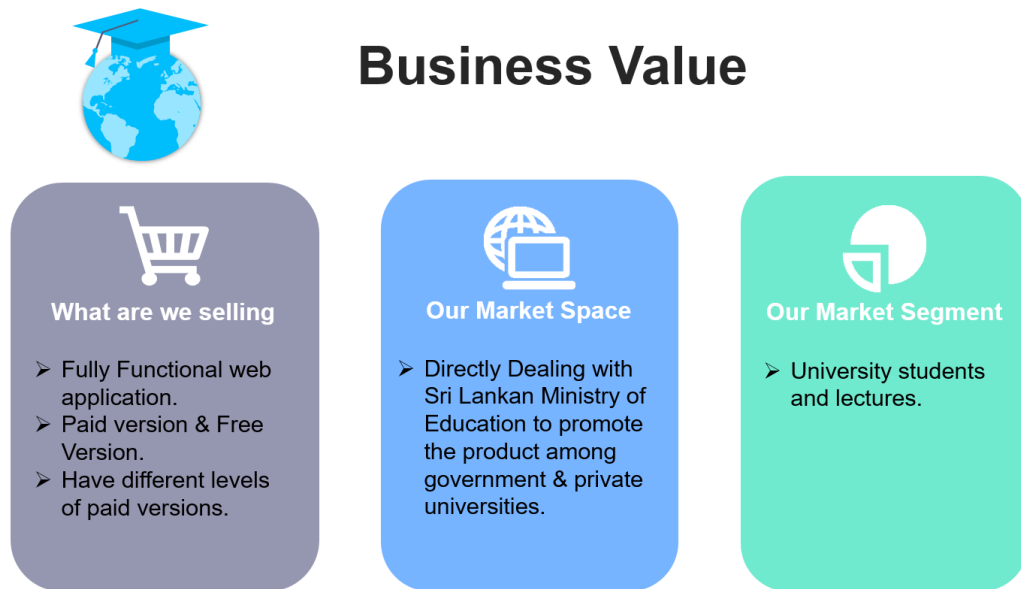 Business Value
What are we selling
➢ Fully Functional web
application.
➢ Paid version & Free
Version.
➢ Have different levels
of paid versions.
Our Market Space
➢ Directly Dealing with
Sri Lankan Ministry of
Education to promote
the product among
government & private
universities.
Our Market Segment
➢ University students
and lectures.